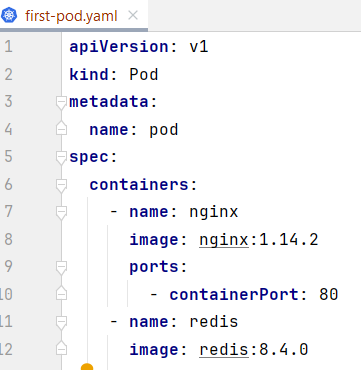 first-pod.yaml
1 apiVersion: v1
2 kind: Pod
3 metadata:
4   name: pod
5 spec:
6   containers:
7     - name: nginx
8       image: nginx:1.14.2
9       ports:
10         - containerPort: 80
11     - name: redis
12       image: redis:8.4.0